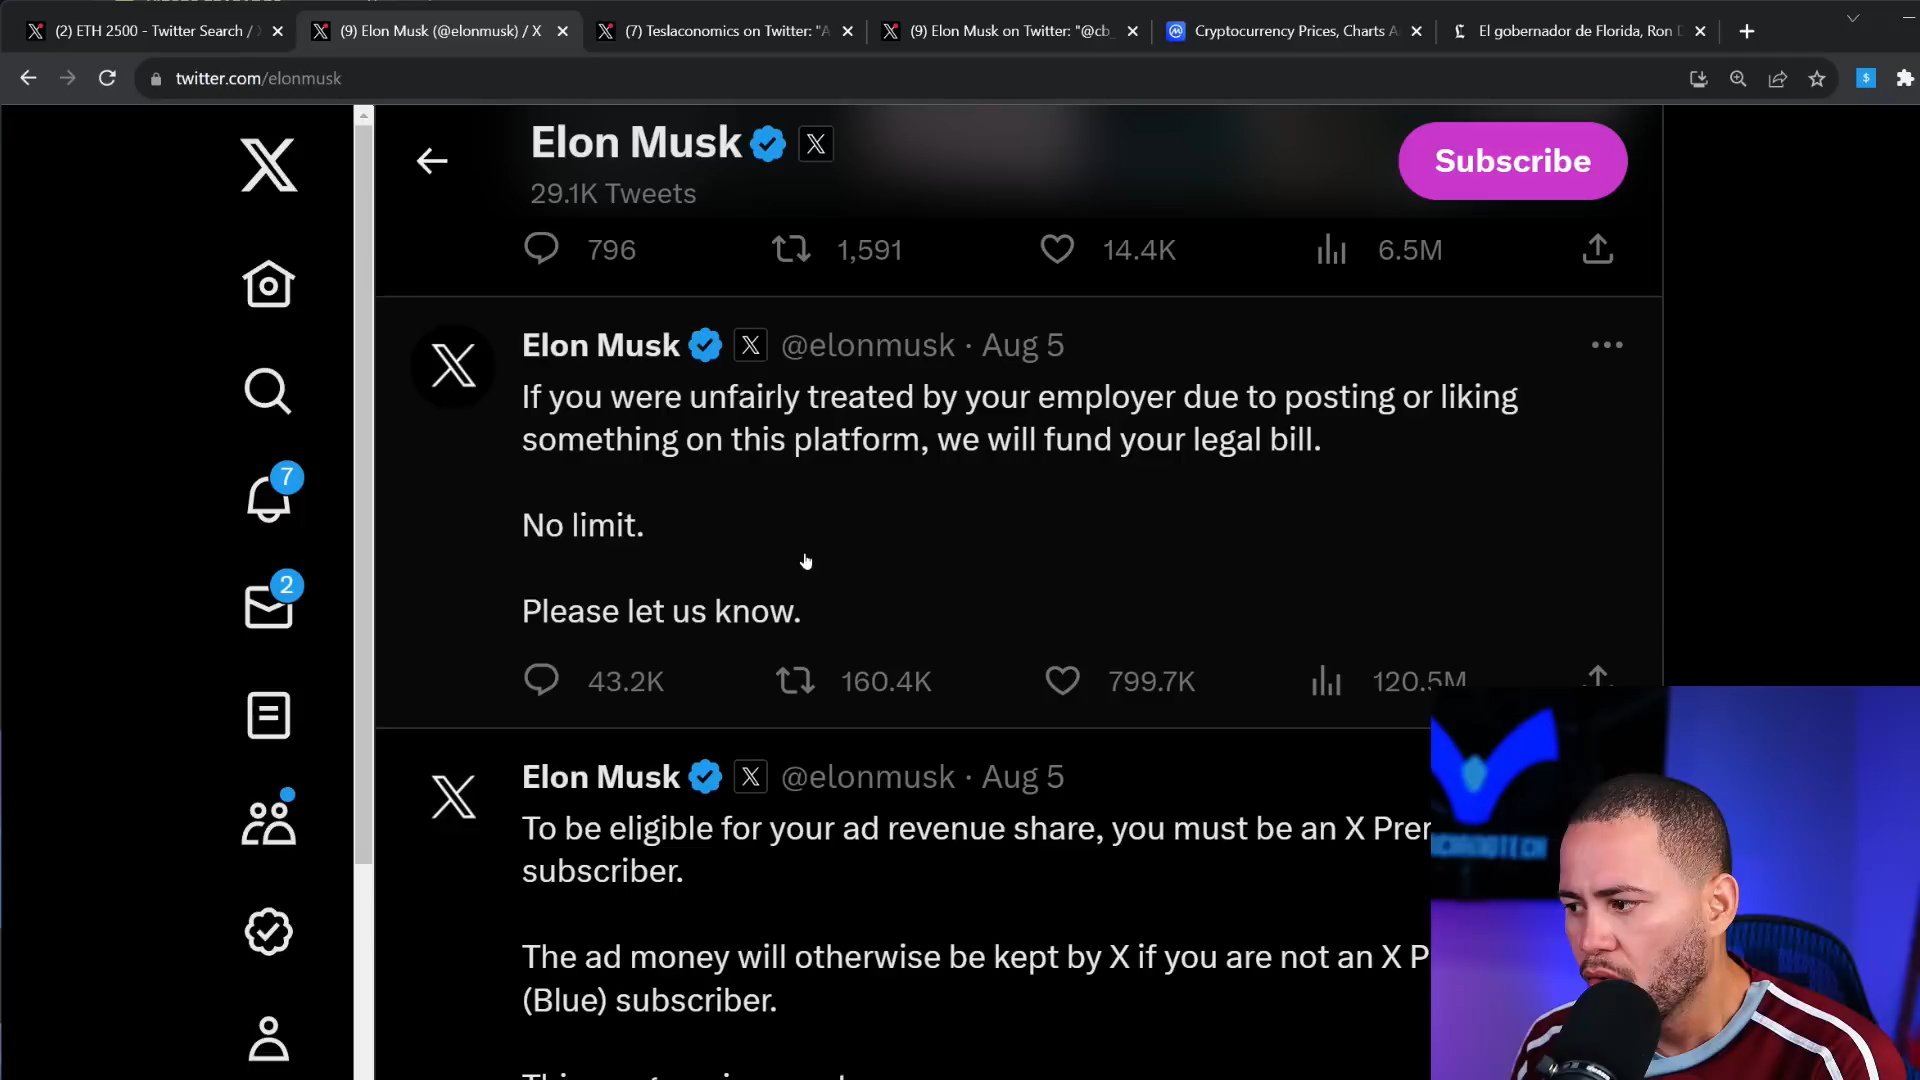 (2) ETH 2500 - Twitter Search /
(9) Elon Musk (@elonmusk) / X
(7) Teslaconomics on Twitter: "A
(9) Elon Musk on Twitter: "@cb_
Cryptocurrency Prices, Charts A
El gobernador de Florida, Ron D
twitter.com/elonmusk
Elon Musk
29.1K Tweets
Subscribe
796
1,591
14.4K
6.5M
Elon Musk @elonmusk · Aug 5
If you were unfairly treated by your employer due to posting or liking
something on this platform, we will fund your legal bill.
No limit.
Please let us know.
43.2K
160.4K
799.7K
120.5M
Elon Musk @elonmusk · Aug 5
To be eligible for your ad revenue share, you must be an X Prer
subscriber.
The ad money will otherwise be kept by X if you are not an X P
(Blue) subscriber.
7
2